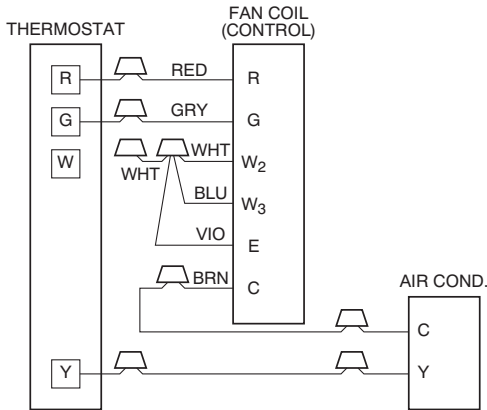 FAN COIL
(CONTROL)
THERMOSTAT
R RED R
G GRY G
W WHT WHT W2
BLU W3
VIO E
BRN C
AIR COND.
C
Y Y